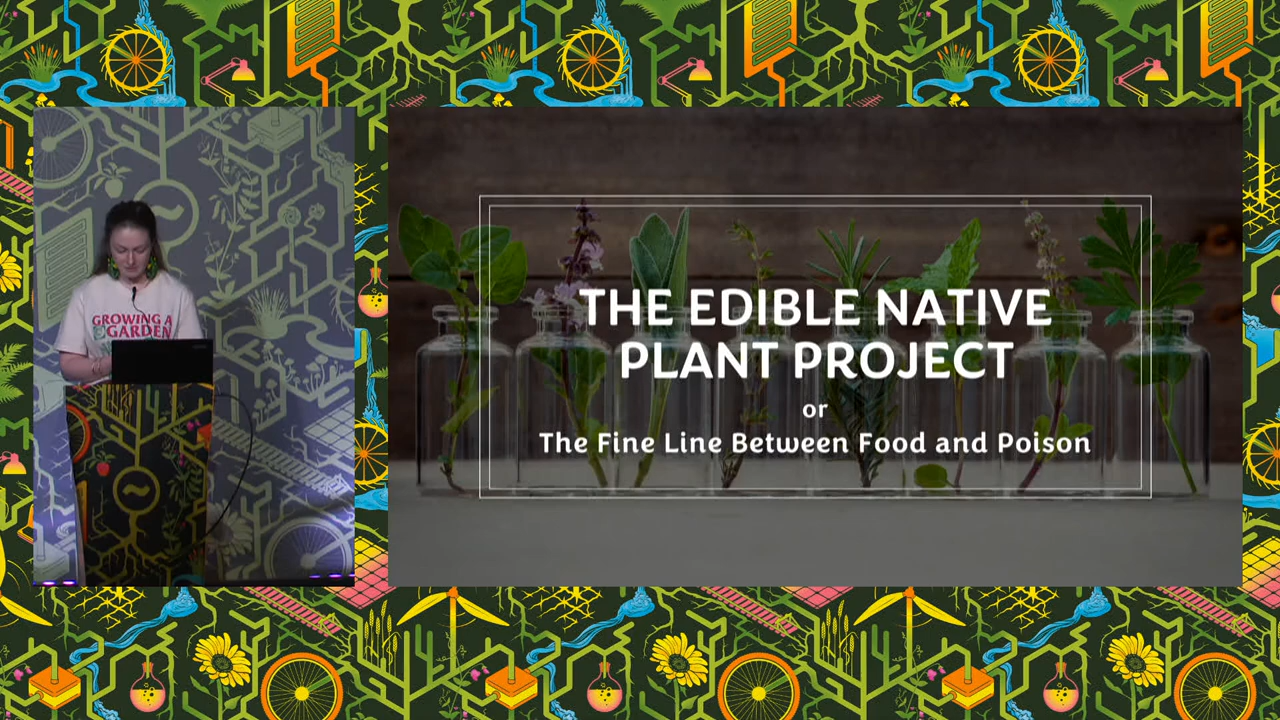 GROWING A
GARDEN
THE EDIBLE NATIVE
PLANT PROJECT
or
The Fine Line Between Food and Poison